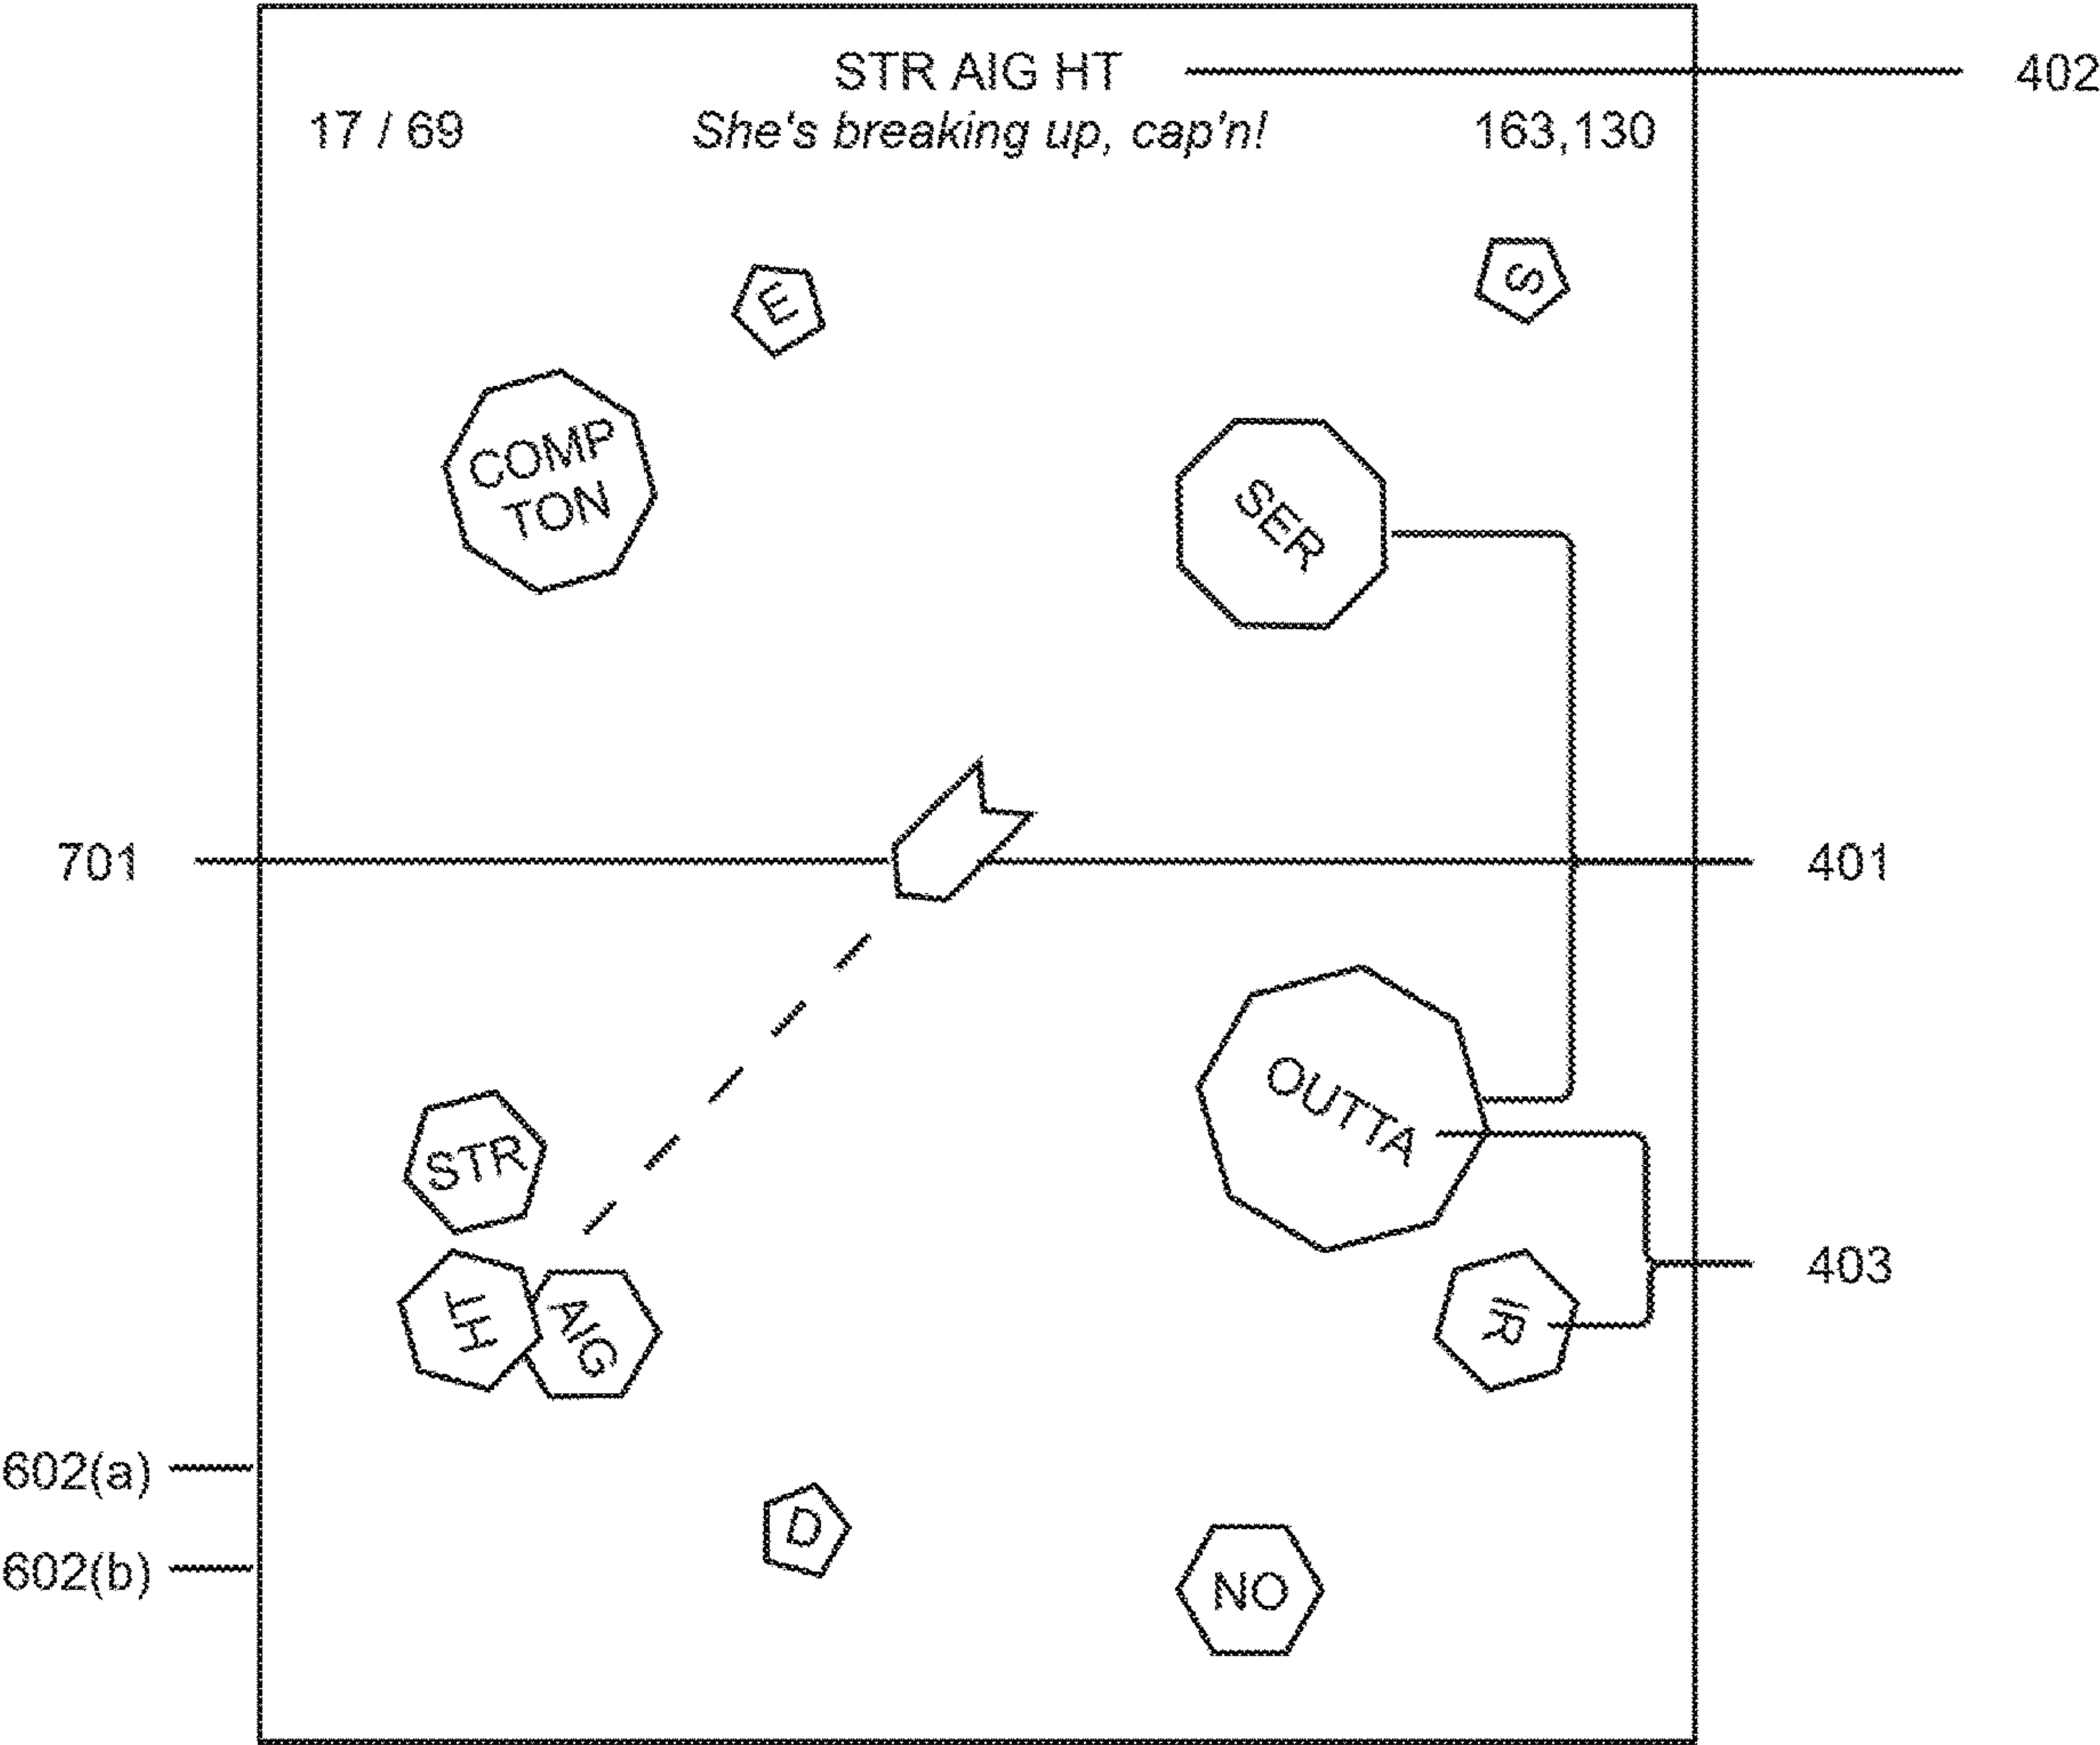 STR AIG HT
402
17 / 69
She's breaking up, cap'n!
163,130
E
S
COMP
TON
SER
701
401
OUTTA
STR
HT
AIG
IR
403
602(a)
D
602(b)
NO